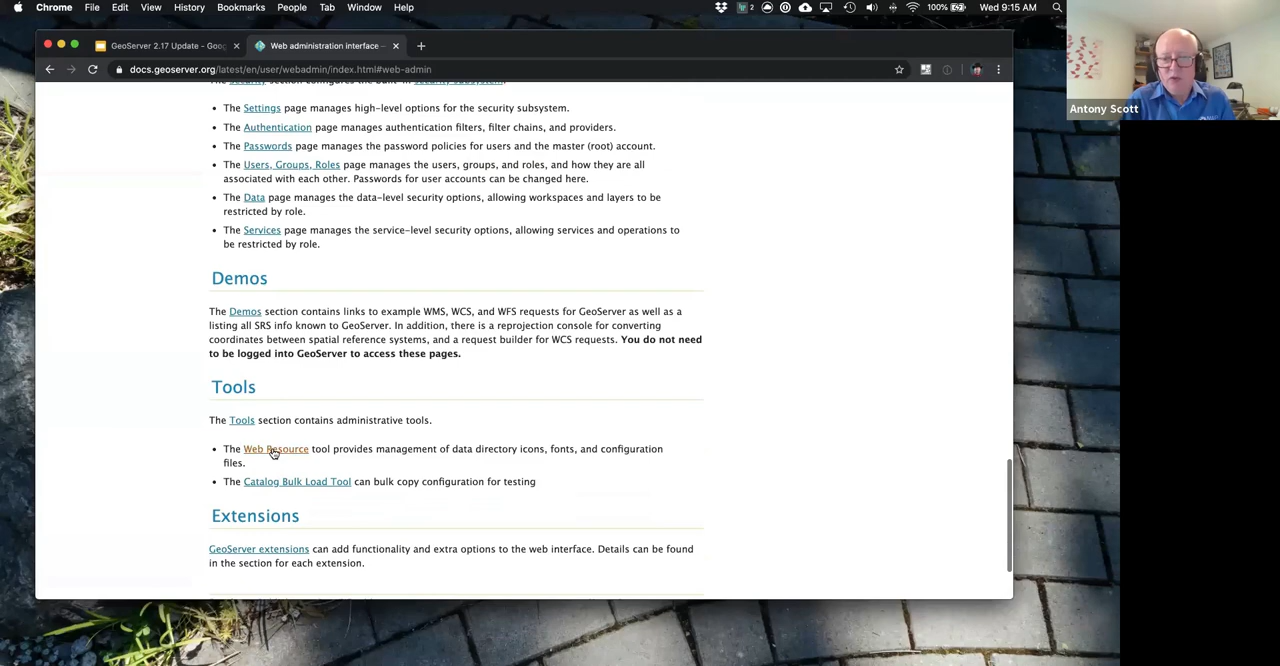 Chrome File Edit View History Bookmarks People Tab Window Help
2 100% Wed 9:15 AM
GeoServer 2.17 Update - Goog
Web administration interface –
docs.geoserver.org/latest/en/user/webadmin/index.html#web-admin
Antony Scott
The Security section configures the built-in security subsystem.
The Settings page manages high-level options for the security subsystem.
The Authentication page manages authentication filters, filter chains, and providers.
The Passwords page manages the password policies for users and the master (root) account.
The Users, Groups, Roles page manages the users, groups, and roles, and how they are all
associated with each other. Passwords for user accounts can be changed here.
The Data page manages the data-level security options, allowing workspaces and layers to be
restricted by role.
The Services page manages the service-level security options, allowing services and operations to
be restricted by role.
Demos
The Demos section contains links to example WMS, WCS, and WFS requests for GeoServer as well as a
listing all SRS info known to GeoServer. In addition, there is a reprojection console for converting
coordinates between spatial reference systems, and a request builder for WCS requests. You do not need
to be logged into GeoServer to access these pages.
Tools
The Tools section contains administrative tools.
The Web Resource tool provides management of data directory icons, fonts, and configuration
files.
The Catalog Bulk Load Tool can bulk copy configuration for testing
Extensions
GeoServer extensions can add functionality and extra options to the web interface. Details can be found
in the section for each extension.